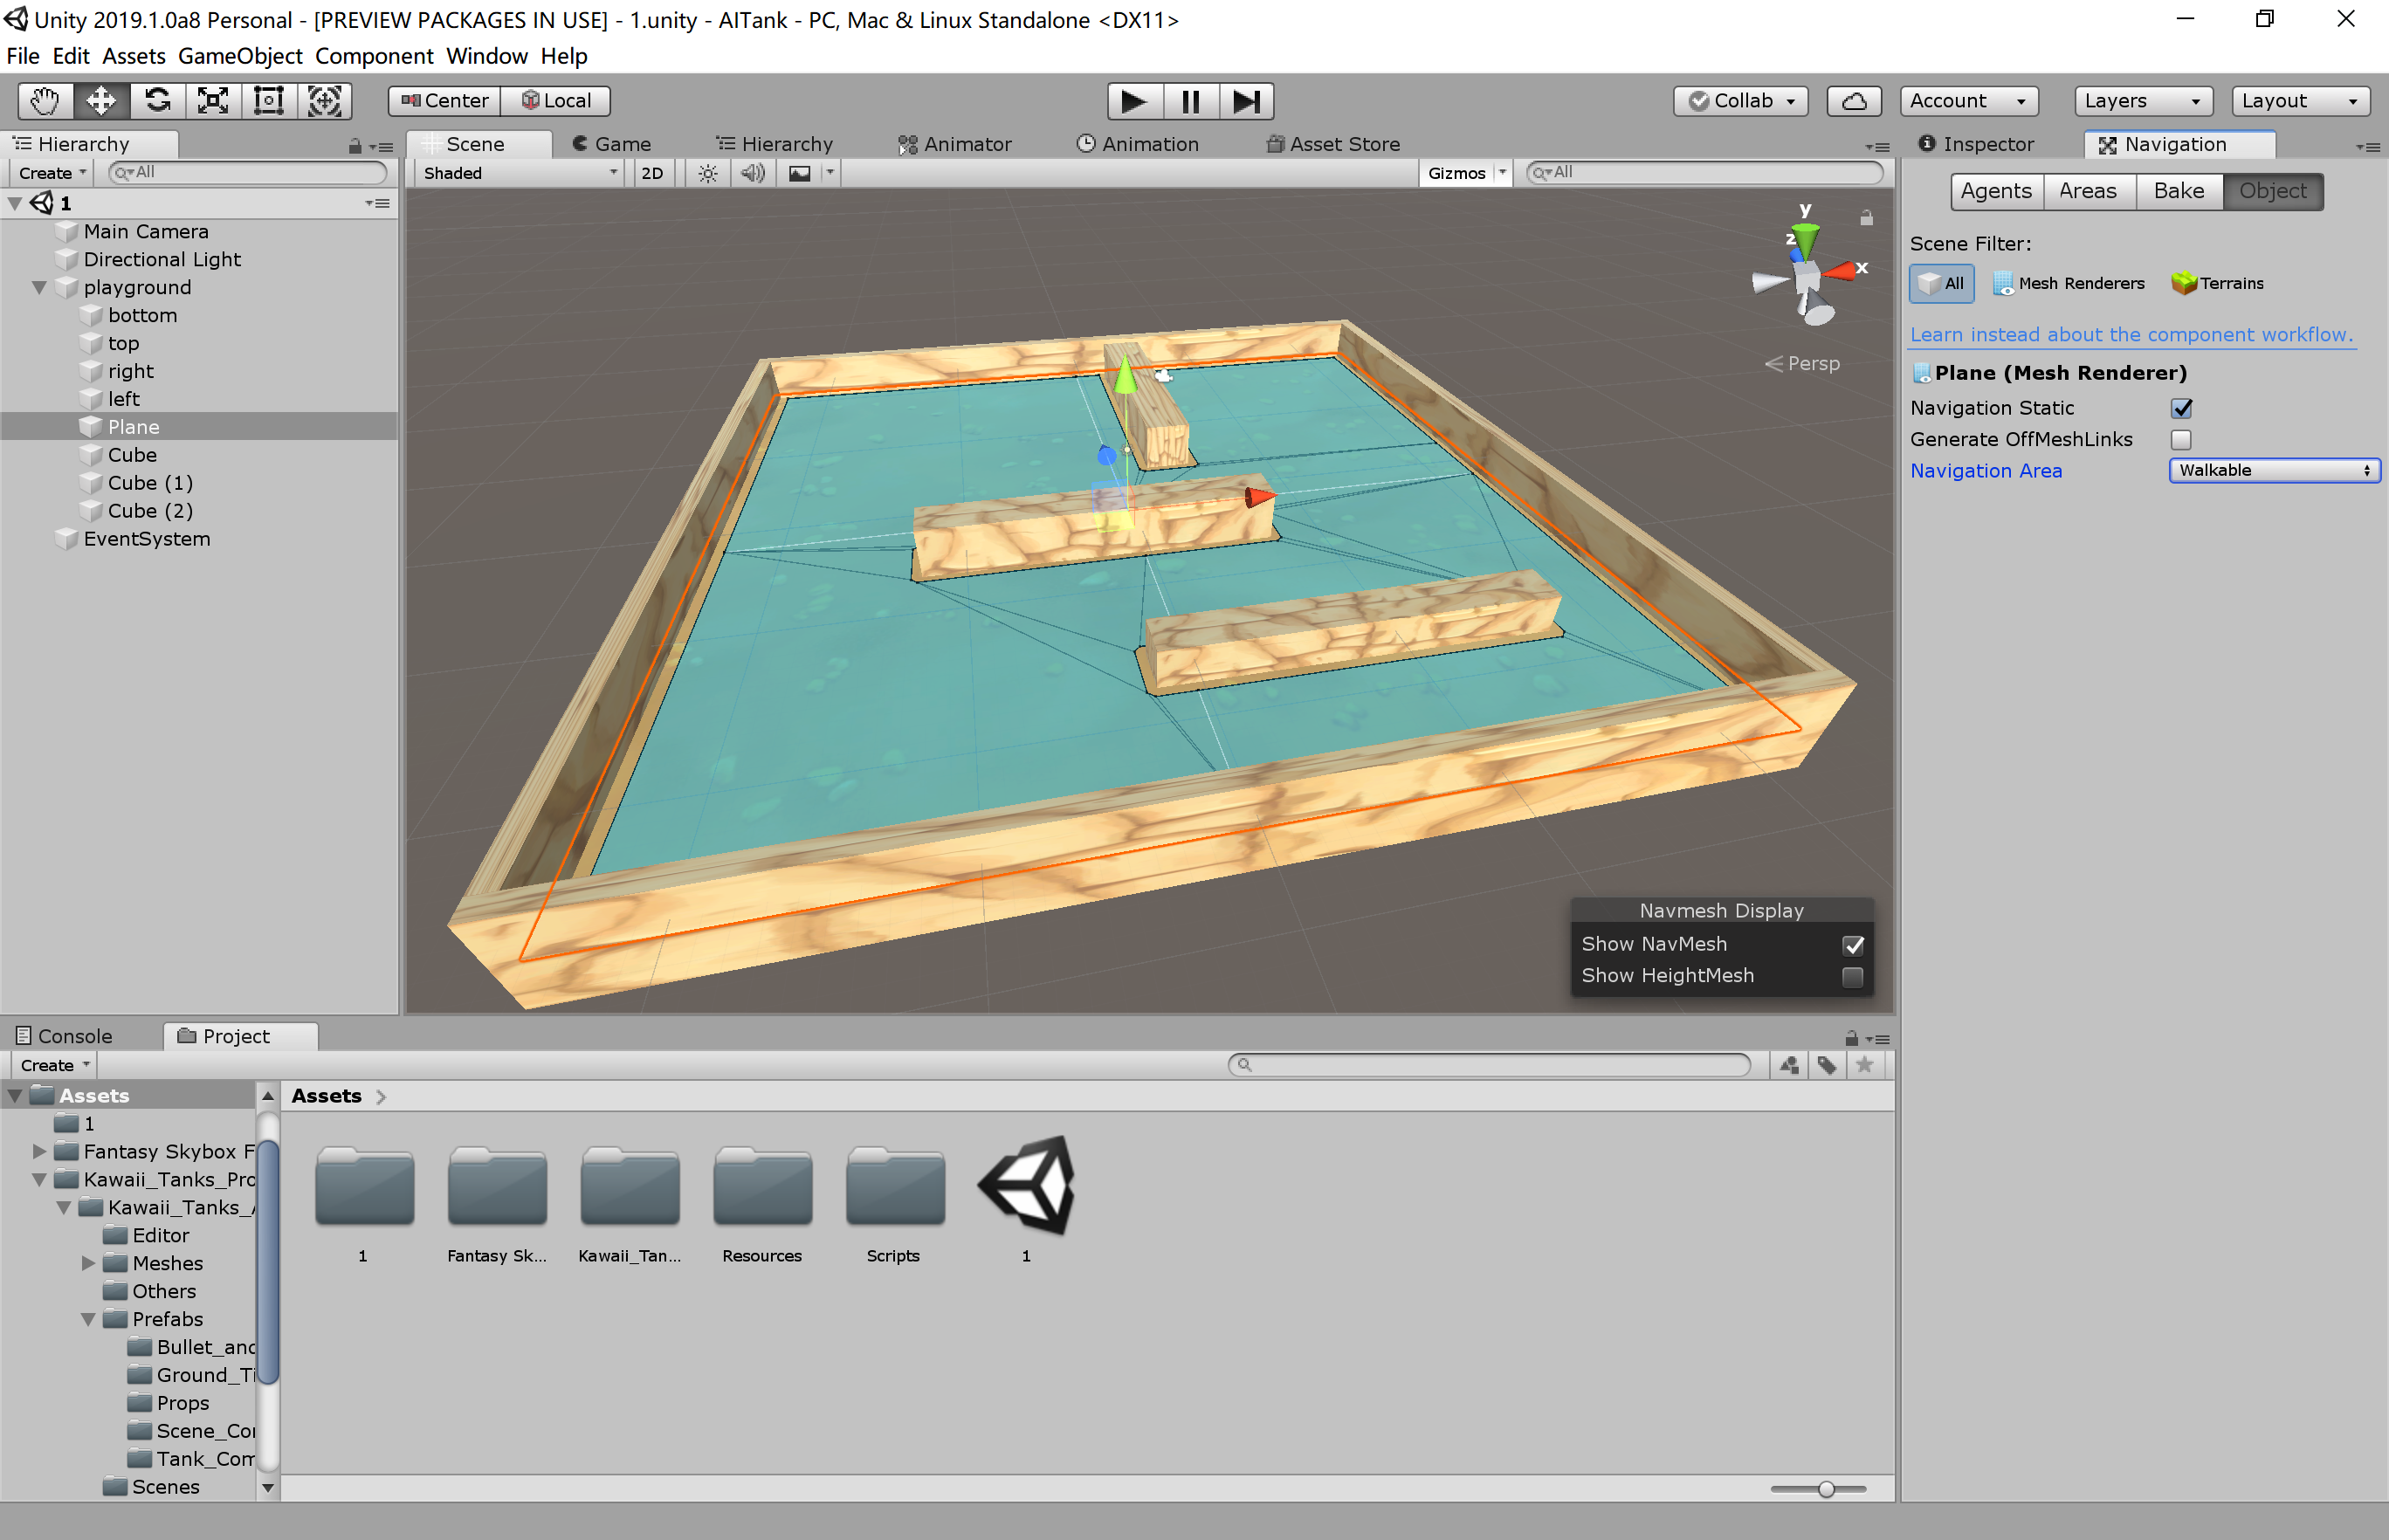 Unity 2019.1.0a8 Personal - [PREVIEW PACKAGES IN USE] - 1.unity - AITank - PC, Mac & Linux Standalone <DX11>
File Edit Assets GameObject Component Window Help
Center Local Collab Account Layers Layout
Hierarchy Scene Game Hierarchy Animator Animation Asset Store Inspector Navigation
Create All Shaded 2D Gizmos All
1
Main Camera
Directional Light
playground
bottom
top
right
left
Plane
Cube
Cube (1)
Cube (2)
EventSystem
y
z
x
Persp
Navmesh Display
Show NavMesh
Show HeightMesh
Agents Areas Bake Object
Scene Filter:
All Mesh Renderers Terrains
Learn instead about the component workflow.
Plane (Mesh Renderer)
Navigation Static
Generate OffMeshLinks
Navigation Area Walkable
Console Project
Create
Assets
1
Fantasy Skybox F
Kawaii_Tanks_Pro
Kawaii_Tanks_
Editor
Meshes
Others
Prefabs
Bullet_and
Ground_Ti
Props
Scene_Co
Tank_Com
Scenes
Assets
1 Fantasy Sk... Kawaii_Tan... Resources Scripts 1